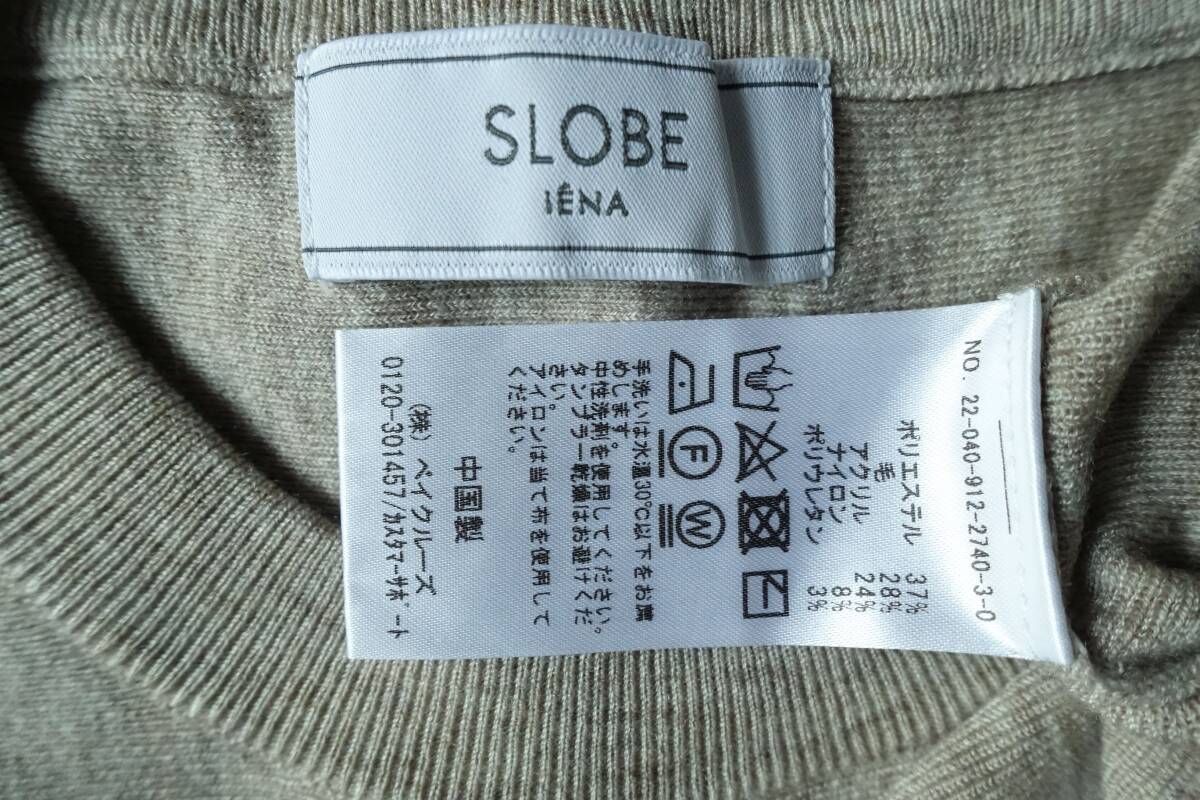 SLOBE
IÉNA
NO. 22-040-912-2740-3-0
ポリエステル 37%
毛 28%
アクリル 24%
ナイロン 8%
ポリウレタン 3%
F W
手洗いは水温30℃以下をお薦
めします。
中性洗剤を使用してください。
タンブラー乾燥はお避けくだ
さい。
アイロンは当て布を使用して
ください。
中国製
(株) ベイクルーズ
0120-301457/カスタマーサポート